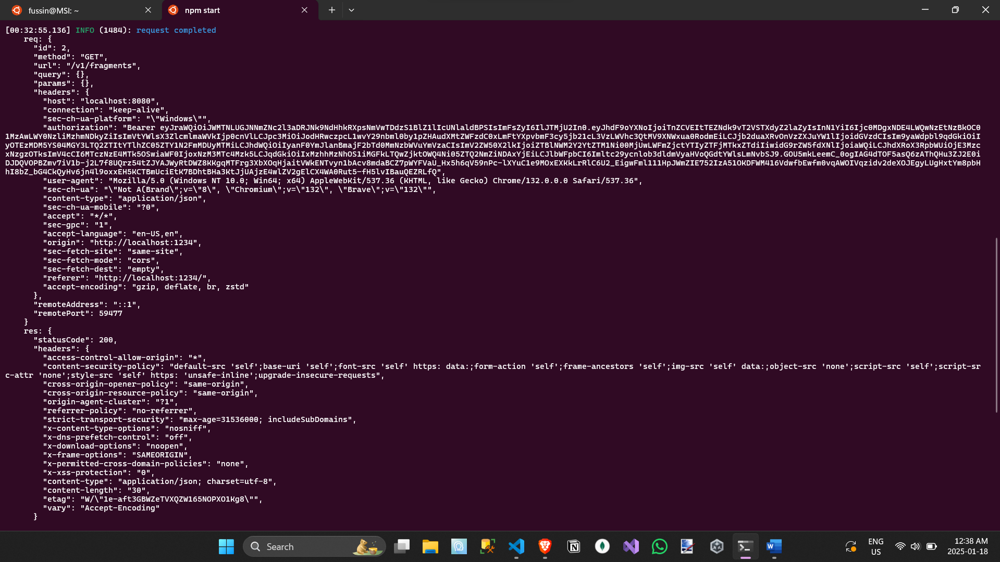 fussin@MSI: ~
npm start
[00:32:55.136] INFO (1484): request completed
req: {
"id": 2,
"method": "GET",
"url": "/v1/fragments",
"query": {},
"params": {},
"headers": {
"host": "localhost:8080",
"connection": "keep-alive",
"sec-ch-ua-platform": "\"Windows\"",
"authorization": "Bearer
"user-agent": "Mozilla/5.0 (Windows NT 10.0; Win64; x64) AppleWebKit/537.36 (KHTML, like Gecko) Chrome/132.0.0.0 Safari/537.36",
"sec-ch-ua": "\"Not A(Brand\";v=\"8\", \"Chromium\";v=\"132\", \"Brave\";v=\"132\"",
"content-type": "application/json",
"sec-ch-ua-mobile": "?0",
"accept": "*/*",
"sec-gpc": "1",
"accept-language": "en-US,en",
"origin": "http://localhost:1234",
"sec-fetch-site": "same-site",
"sec-fetch-mode": "cors",
"sec-fetch-dest": "empty",
"referer": "http://localhost:1234/",
"accept-encoding": "gzip, deflate, br, zstd"
},
"remoteAddress": "::1",
"remotePort": 59477
}
res: {
"statusCode": 200,
"headers": {
"access-control-allow-origin": "*",
"content-security-policy": "default-src 'self';base-uri 'self';font-src 'self' https: data:;form-action 'self';frame-ancestors 'self';img-src 'self' data:;object-src 'none';script-src 'self';script-sr
c-attr 'none';style-src 'self' https: 'unsafe-inline';upgrade-insecure-requests",
"cross-origin-opener-policy": "same-origin",
"cross-origin-resource-policy": "same-origin",
"origin-agent-cluster": "?1",
"referrer-policy": "no-referrer",
"strict-transport-security": "max-age=31536000; includeSubDomains",
"x-content-type-options": "nosniff",
"x-dns-prefetch-control": "off",
"x-download-options": "noopen",
"x-frame-options": "SAMEORIGIN",
"x-permitted-cross-domain-policies": "none",
"x-xss-protection": "0",
"content-type": "application/json; charset=utf-8",
"content-length": "30",
"etag": "W/\"1e-aft3GBWZeTVXQZW165NOPXO1Kg8\"",
"vary": "Accept-Encoding"
}
Search
ENG
US
12:38 AM
2025-01-18